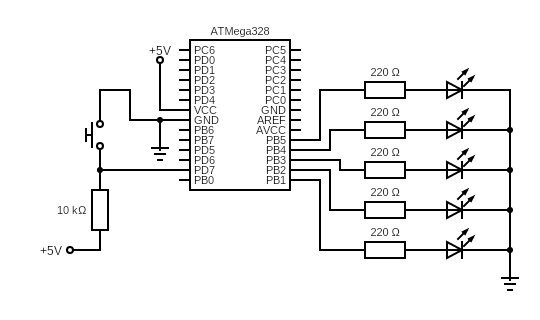 ATMega328
+5V
PC6 PC5
PD0 PC4
PD1 PC3
PD2 PC2
PD3 PC1
PD4 PC0
VCC GND
GND AREF
PB6 AVCC
PB7 PB5
PD5 PB4
PD6 PB3
PD7 PB2
PB0 PB1
220 Ω
220 Ω
220 Ω
220 Ω
220 Ω
10 kΩ
+5V